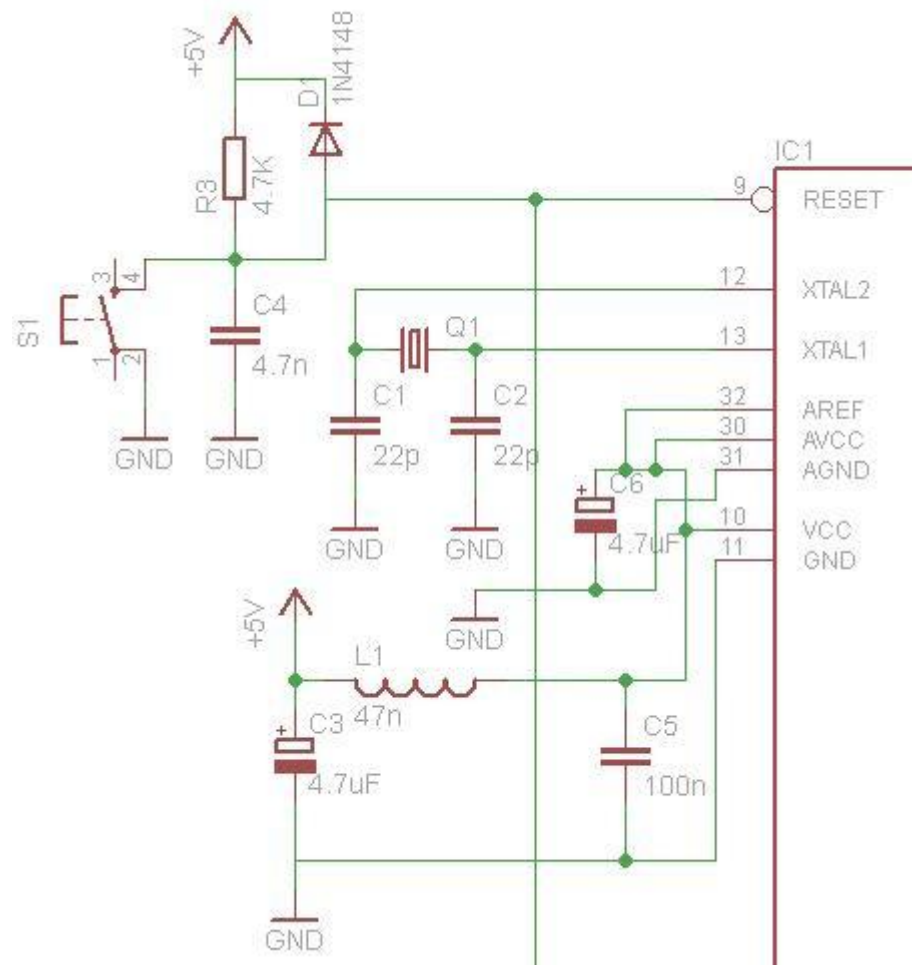 +5V
D1
1N4148
R3
4.7K
IC1
9
RESET
S1
3
4
1
2
C4
4.7n
GND
GND
12
XTAL2
Q1
13
XTAL1
C1
22p
C2
22p
GND
GND
32
AREF
30
AVCC
31
AGND
C6
4.7uF
10
VCC
11
GND
GND
+5V
L1
47n
C3
4.7uF
C5
100n
GND